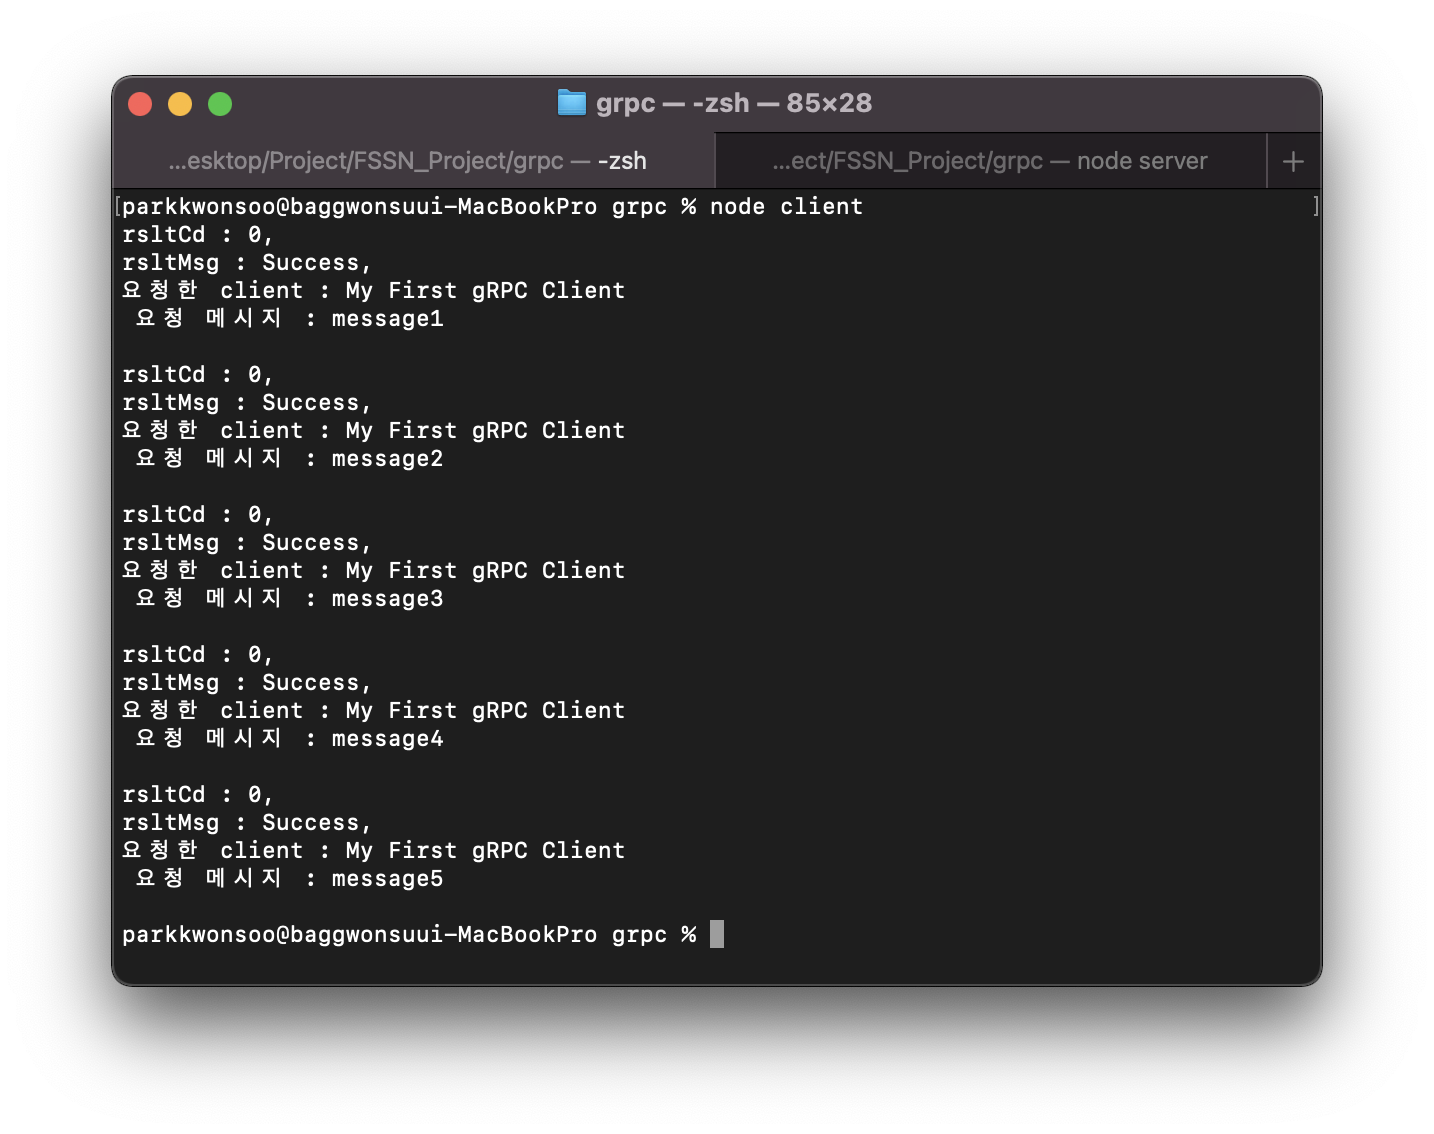 grpc — -zsh — 85×28
...esktop/Project/FSSN_Project/grpc — -zsh
...ect/FSSN_Project/grpc — node server
+
[parkkwonsoo@baggwonsuui-MacBookPro grpc % node client ]
rsltCd : 0,
rsltMsg : Success,
요청한 client : My First gRPC Client
요청 메시지 : message1
rsltCd : 0,
rsltMsg : Success,
요청한 client : My First gRPC Client
요청 메시지 : message2
rsltCd : 0,
rsltMsg : Success,
요청한 client : My First gRPC Client
요청 메시지 : message3
rsltCd : 0,
rsltMsg : Success,
요청한 client : My First gRPC Client
요청 메시지 : message4
rsltCd : 0,
rsltMsg : Success,
요청한 client : My First gRPC Client
요청 메시지 : message5
parkkwonsoo@baggwonsuui-MacBookPro grpc %